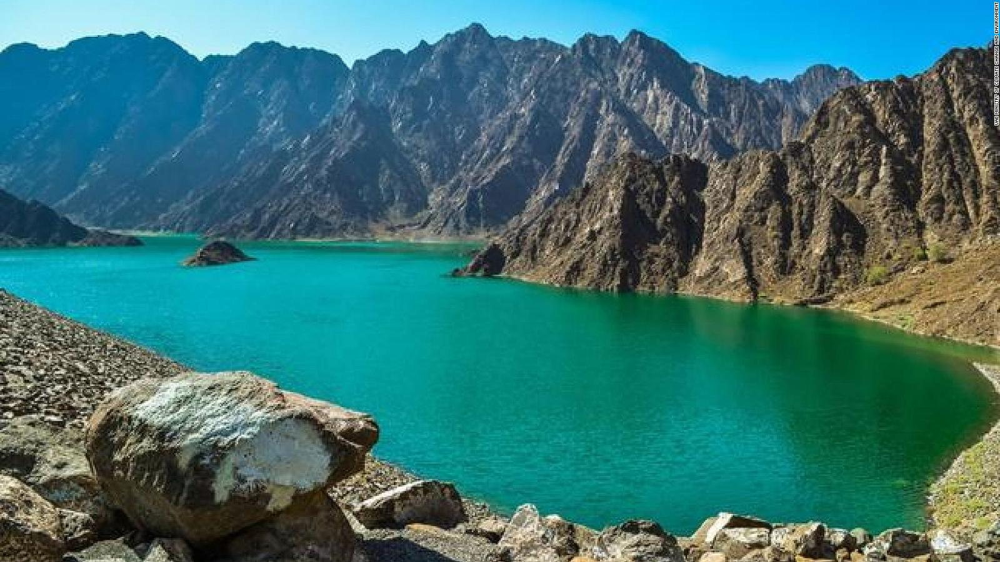 UAE MINISTRY OF CLIMATE CHANGE AND ENVIRONMENT